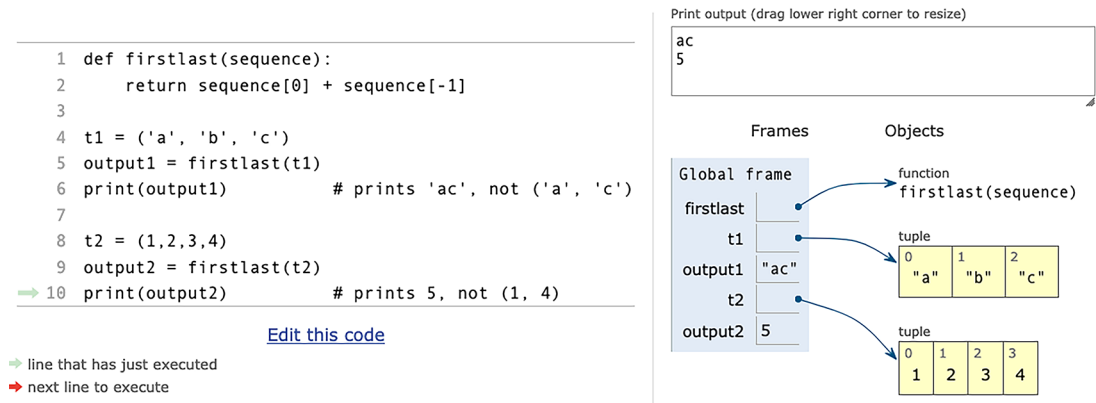 1 def firstlast(sequence):
2     return sequence[0] + sequence[-1]
3
4 t1 = ('a', 'b', 'c')
5 output1 = firstlast(t1)
6 print(output1)          # prints 'ac', not ('a', 'c')
7
8 t2 = (1,2,3,4)
9 output2 = firstlast(t2)
10 print(output2)          # prints 5, not (1, 4)
Edit this code
line that has just executed
next line to execute
Print output (drag lower right corner to resize)
ac
5
Frames Objects
Global frame
firstlast
t1
output1 "ac"
t2
output2 5
function
firstlast(sequence)
tuple
0 1 2
"a" "b" "c"
tuple
0 1 2 3
1 2 3 4